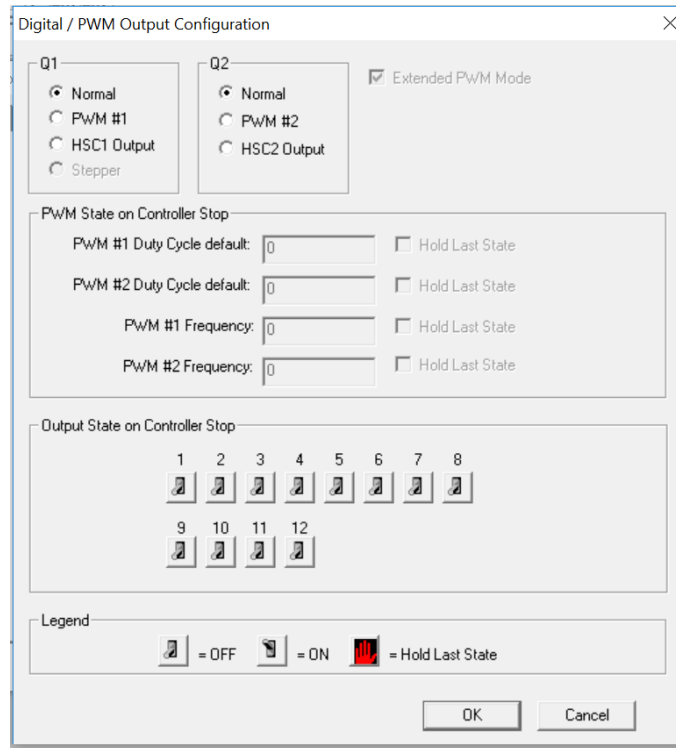 Digital / PWM Output Configuration
Q1
Normal
PWM #1
HSC1 Output
Stepper
Q2
Normal
PWM #2
HSC2 Output
Extended PWM Mode
PWM State on Controller Stop
PWM #1 Duty Cycle default: 0 Hold Last State
PWM #2 Duty Cycle default: 0 Hold Last State
PWM #1 Frequency: 0 Hold Last State
PWM #2 Frequency: 0 Hold Last State
Output State on Controller Stop
1 2 3 4 5 6 7 8
9 10 11 12
Legend
= OFF = ON = Hold Last State
OK Cancel